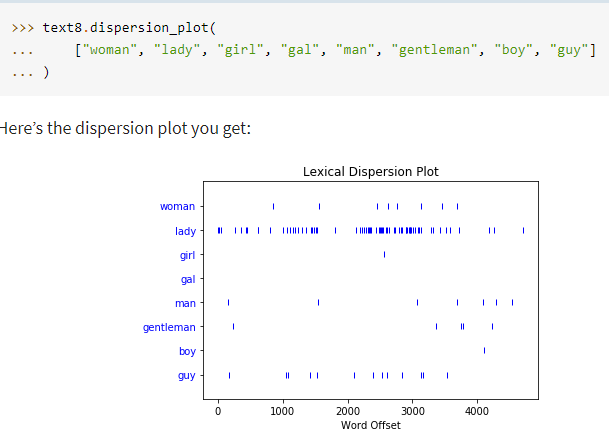 >>> text8.dispersion_plot(
...     ["woman", "lady", "girl", "gal", "man", "gentleman", "boy", "guy"]
... )
Here's the dispersion plot you get:
Lexical Dispersion Plot
woman
lady
girl
gal
man
gentleman
boy
guy
0 1000 2000 3000 4000
Word Offset